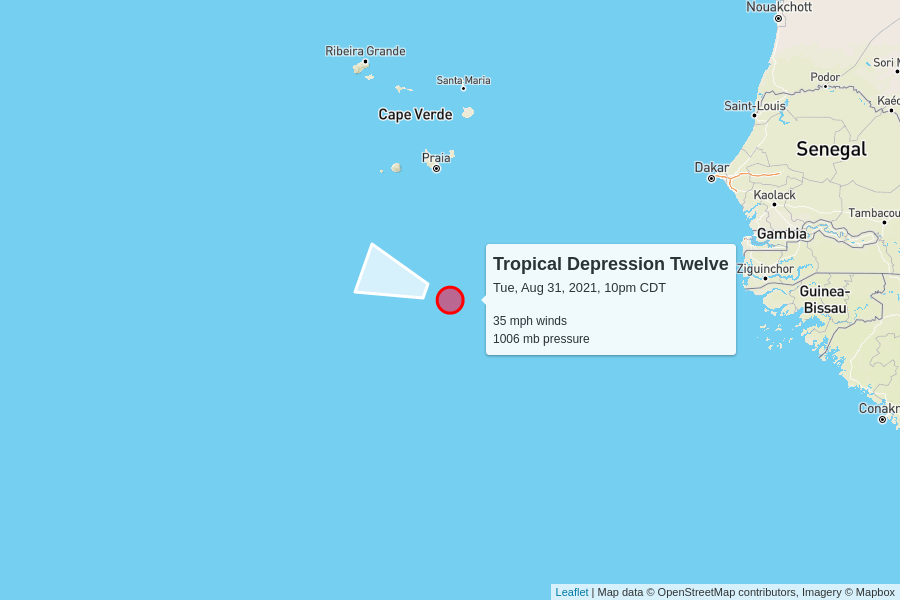 Nouakchott
Ribeira Grande
Sori M
Podor
Santa Maria
Kaéd
Saint-Louis
Cape Verde
Senegal
Praia
Dakar
Kaolack
Tambacou
Gambia
Tropical Depression Twelve
Ziguinchor
Tue, Aug 31, 2021, 10pm CDT
Guinea-
Bissau
35 mph winds
1006 mb pressure
Conakr
Leaflet | Map data © OpenStreetMap contributors, Imagery © Mapbox